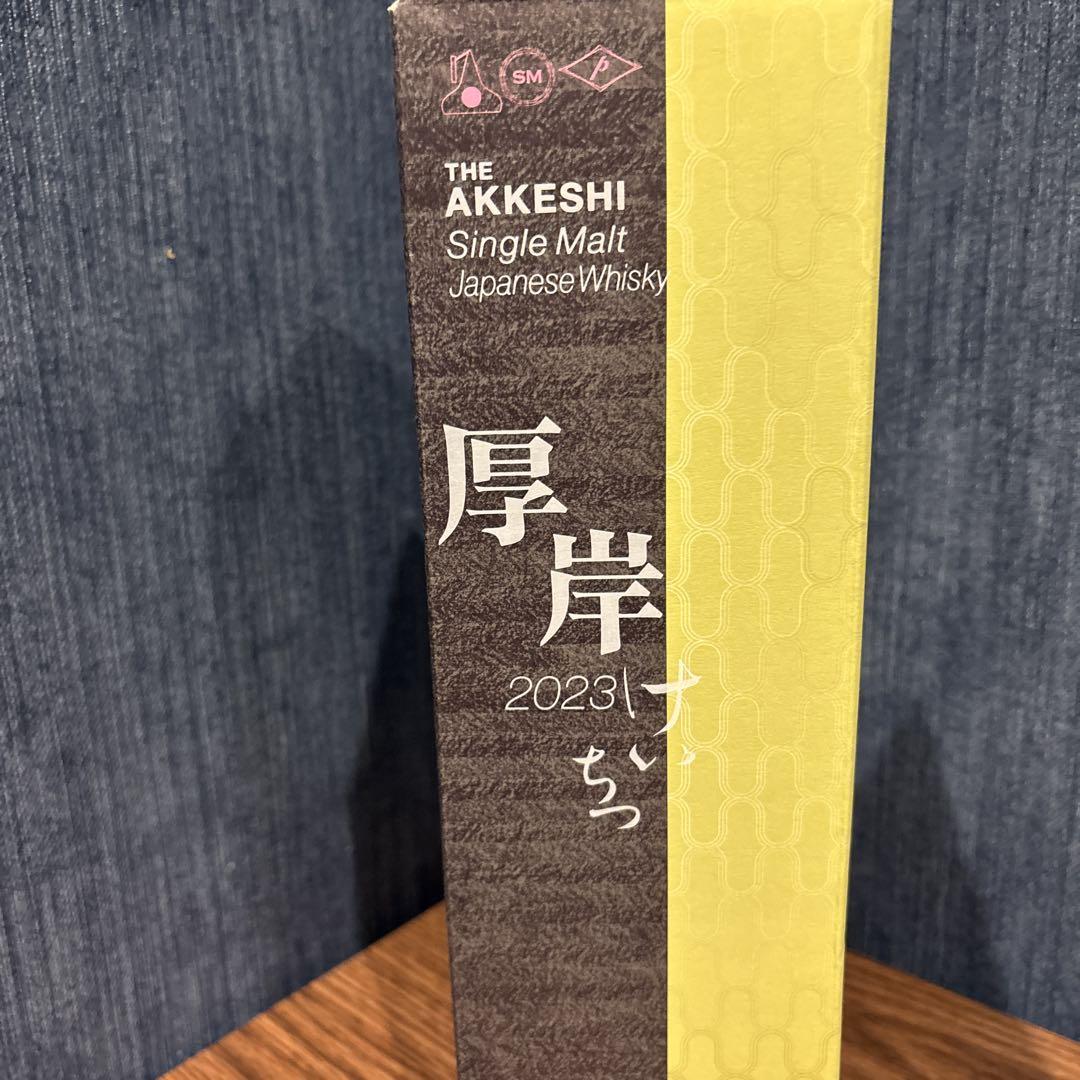 SM
p
THE
AKKESHI
Single Malt
Japanese Whisky
厚岸
2023
けいちつ